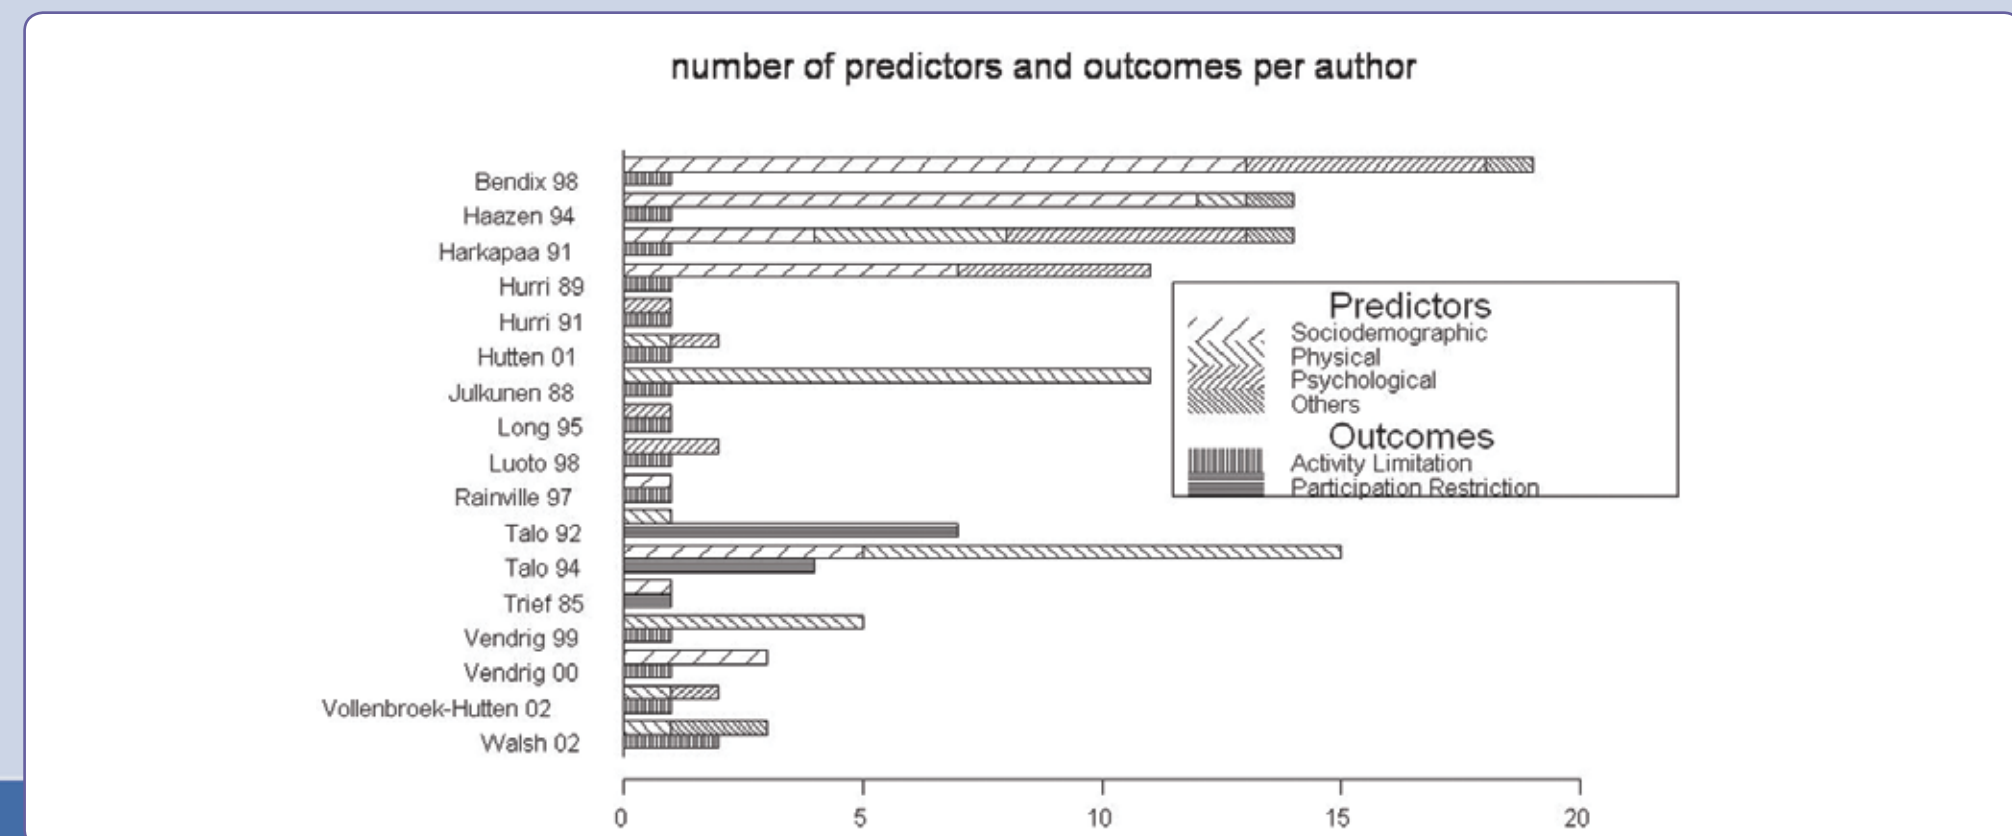 number of predictors and outcomes per author
Bendix 98
Haazen 94
Harkapaa 91
Hurri 89
Hurri 91
Hutten 01
Julkunen 88
Long 95
Luoto 98
Rainville 97
Talo 92
Talo 94
Trief 85
Vendrig 99
Vendrig 00
Vollenbroek-Hutten 02
Walsh 02
Predictors
Sociodemographic
Physical
Psychological
Others
Outcomes
Activity Limitation
Participation Restriction
0 5 10 15 20